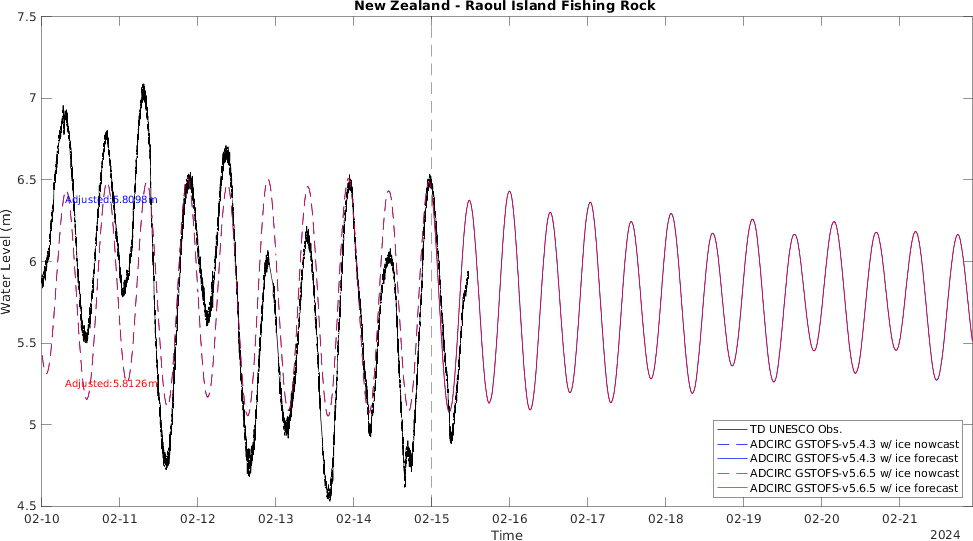 New Zealand - Raoul Island Fishing Rock
7.5
7
6.5
6
5.5
5
4.5
Water Level (m)
Adjusted:5.8098m
Adjusted:5.8126m
TD UNESCO Obs.
ADCIRC GSTOFS-v5.4.3 w/ ice nowcast
ADCIRC GSTOFS-v5.4.3 w/ ice forecast
ADCIRC GSTOFS-v5.6.5 w/ ice nowcast
ADCIRC GSTOFS-v5.6.5 w/ ice forecast
02-10 02-11 02-12 02-13 02-14 02-15 02-16 02-17 02-18 02-19 02-20 02-21
Time
2024